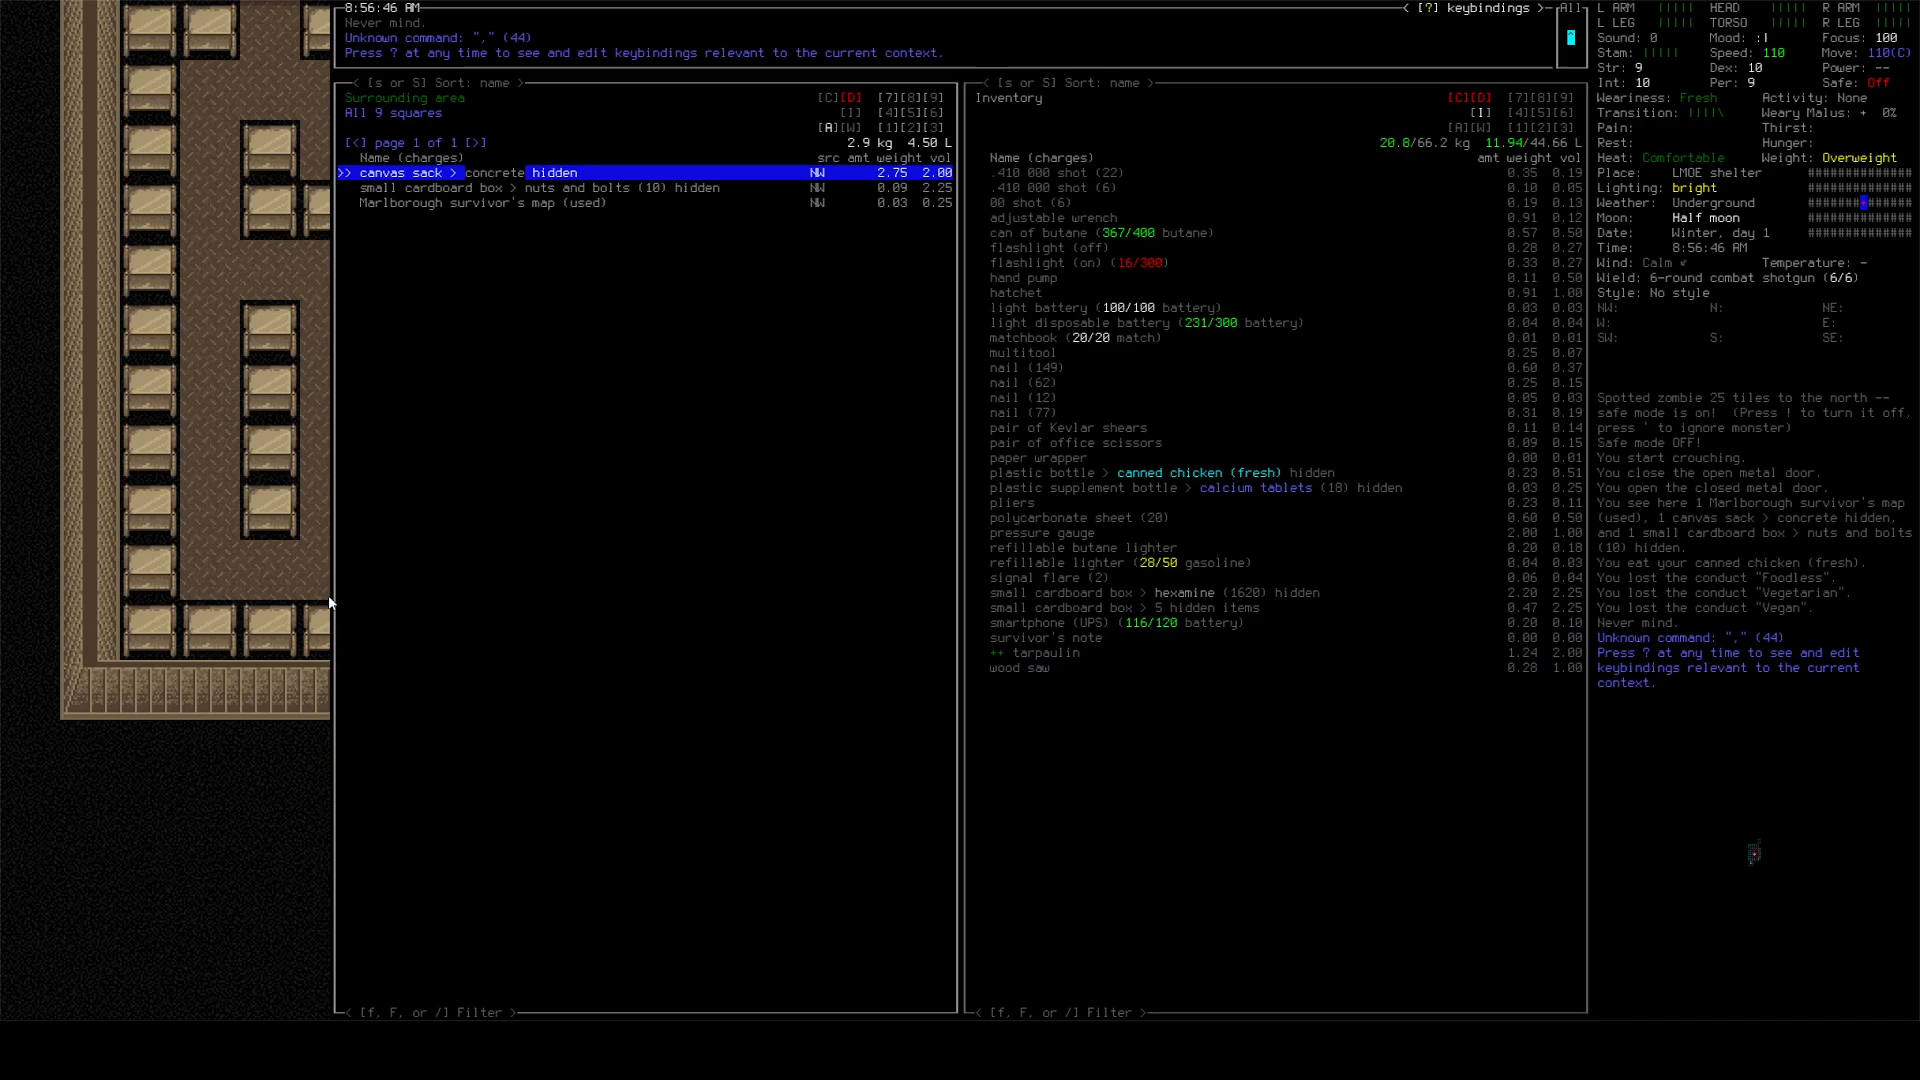 8:56:46 AM < [?] keybindings > All
Never mind.
Unknown command: "," (44)
Press ? at any time to see and edit keybindings relevant to the current context.
< [s or S] Sort: name >
Surrounding area [C][D] [7][8][9]
All 9 squares [I] [4][5][6]
[A][W] [1][2][3]
[<] page 1 of 1 [>] 2.9 kg 4.50 L
Name (charges) src amt weight vol
>> canvas sack > concrete hidden NW 2.75 2.00
small cardboard box > nuts and bolts (10) hidden NW 0.09 2.25
Marlborough survivor's map (used) NW 0.03 0.25
< [f, F, or /] Filter >
< [s or S] Sort: name >
Inventory [C][D] [7][8][9]
[I] [4][5][6]
[A][W] [1][2][3]
20.8/66.2 kg 11.94/44.66 L
Name (charges) amt weight vol
.410 000 shot (22) 0.35 0.19
.410 000 shot (6) 0.10 0.05
00 shot (6) 0.19 0.13
adjustable wrench 0.91 0.12
can of butane (367/400 butane) 0.57 0.50
flashlight (off) 0.28 0.27
flashlight (on) (16/300) 0.33 0.27
hand pump 0.11 0.50
hatchet 0.91 1.00
light battery (100/100 battery) 0.03 0.03
light disposable battery (231/300 battery) 0.04 0.04
matchbook (20/20 match) 0.01 0.01
multitool 0.25 0.07
nail (149) 0.60 0.37
nail (62) 0.25 0.15
nail (12) 0.05 0.03
nail (77) 0.31 0.19
pair of Kevlar shears 0.11 0.14
pair of office scissors 0.09 0.15
paper wrapper 0.00 0.01
plastic bottle > canned chicken (fresh) hidden 0.23 0.51
plastic supplement bottle > calcium tablets (18) hidden 0.03 0.25
pliers 0.23 0.11
polycarbonate sheet (20) 0.60 0.50
pressure gauge 2.00 1.00
refillable butane lighter 0.20 0.18
refillable lighter (28/50 gasoline) 0.04 0.03
signal flare (2) 0.06 0.04
small cardboard box > hexamine (1620) hidden 2.20 2.25
small cardboard box > 5 hidden items 0.47 2.25
smartphone (UPS) (116/120 battery) 0.20 0.10
survivor's note 0.00 0.00
++ tarpaulin 1.24 2.00
wood saw 0.28 1.00
< [f, F, or /] Filter >
L ARM ||||| HEAD ||||| R ARM |||||
L LEG ||||| TORSO ||||| R LEG |||||
Sound: 0 Mood: :| Focus: 100
Stam: ||||| Speed: 110 Move: 110(C)
Str: 9 Dex: 10 Power: --
Int: 10 Per: 9 Safe: Off
Weariness: Fresh Activity: None
Transition: ||||\ Weary Malus: + 0%
Pain: Thirst:
Rest: Hunger:
Heat: Comfortable Weight: Overweight
Place: LMOE shelter ##############
Lighting: bright ##############
Weather: Underground ##############
Moon: Half moon ##############
Date: Winter, day 1 ##############
Time: 8:56:46 AM
Wind: Calm Temperature: -
Wield: 6-round combat shotgun (6/6)
Style: No style
NW: N: NE:
W: E:
SW: S: SE:
Spotted zombie 25 tiles to the north --
safe mode is on! (Press ! to turn it off,
press ' to ignore monster)
Safe mode OFF!
You start crouching.
You close the open metal door.
You open the closed metal door.
You see here 1 Marlborough survivor's map
(used), 1 canvas sack > concrete hidden,
and 1 small cardboard box > nuts and bolts
(10) hidden.
You eat your canned chicken (fresh).
You lost the conduct "Foodless".
You lost the conduct "Vegetarian".
You lost the conduct "Vegan".
Never mind.
Unknown command: "," (44)
Press ? at any time to see and edit
keybindings relevant to the current
context.